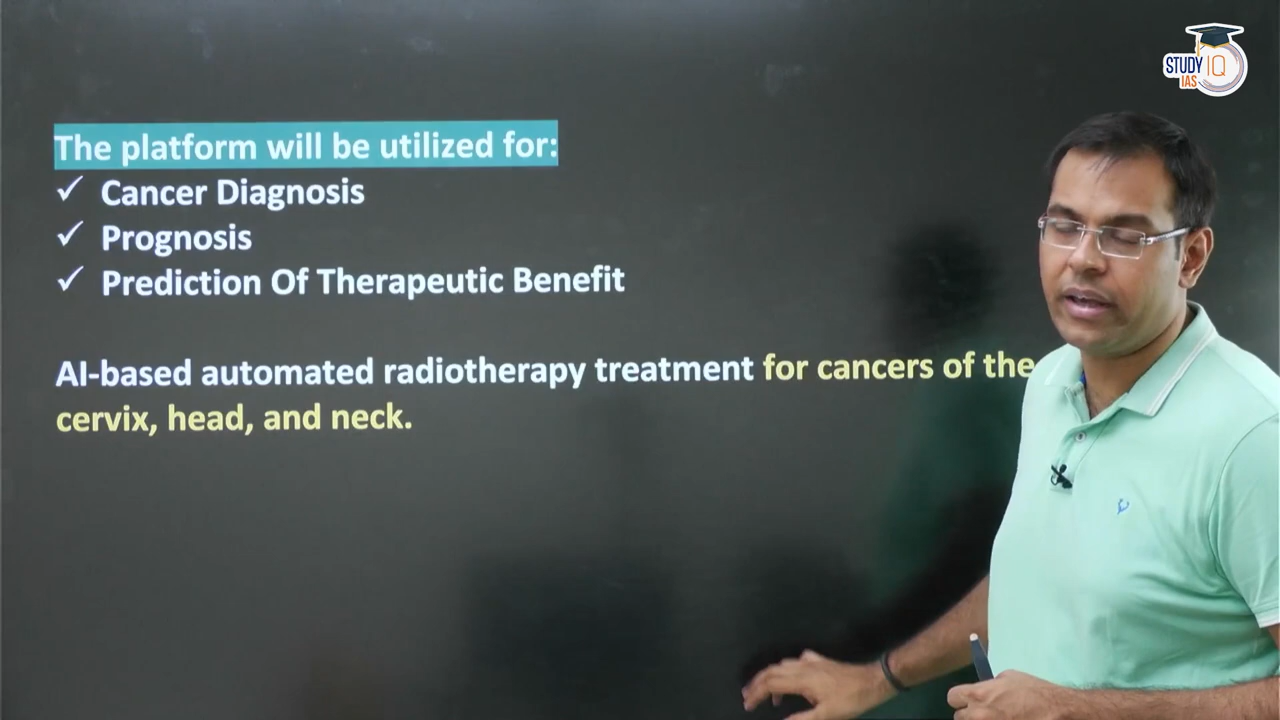 STUDY IQ
IAS
The platform will be utilized for:
✓ Cancer Diagnosis
✓ Prognosis
✓ Prediction Of Therapeutic Benefit
AI-based automated radiotherapy treatment for cancers of the
cervix, head, and neck.